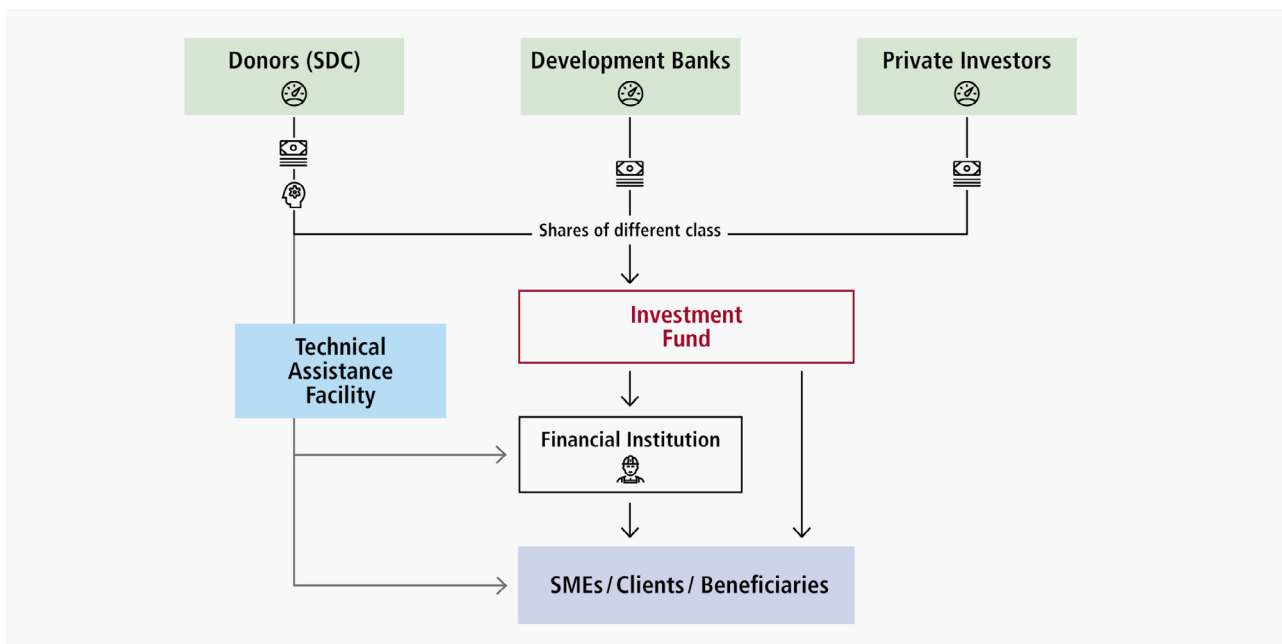 Donors (SDC)
Development Banks
Private Investors
Shares of different class
Investment
Fund
Technical
Assistance
Facility
Financial Institution
SMEs / Clients / Beneficiaries